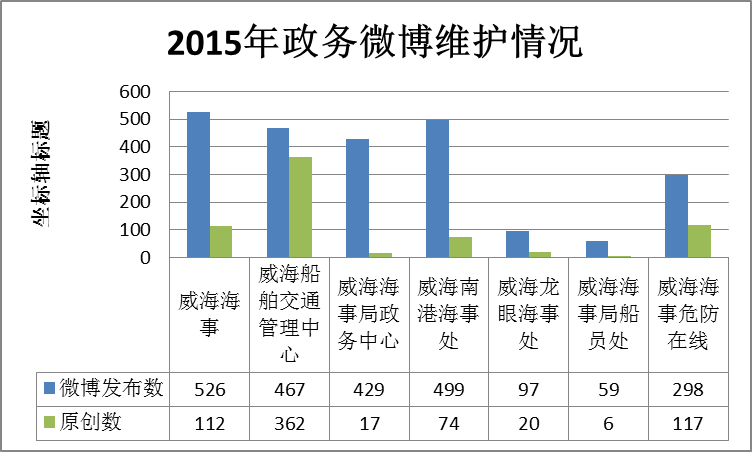 2015年政务微博维护情况
坐标轴标题
600
500
400
300
200
100
0
威海海
事
威海船
舶交通
管理中
心
威海海
事局政
务中心
威海南
港海事
处
威海龙
眼海事
处
威海海
事局船
员处
威海海
事危防
在线
微博发布数 526 467 429 499 97 59 298
原创数 112 362 17 74 20 6 117